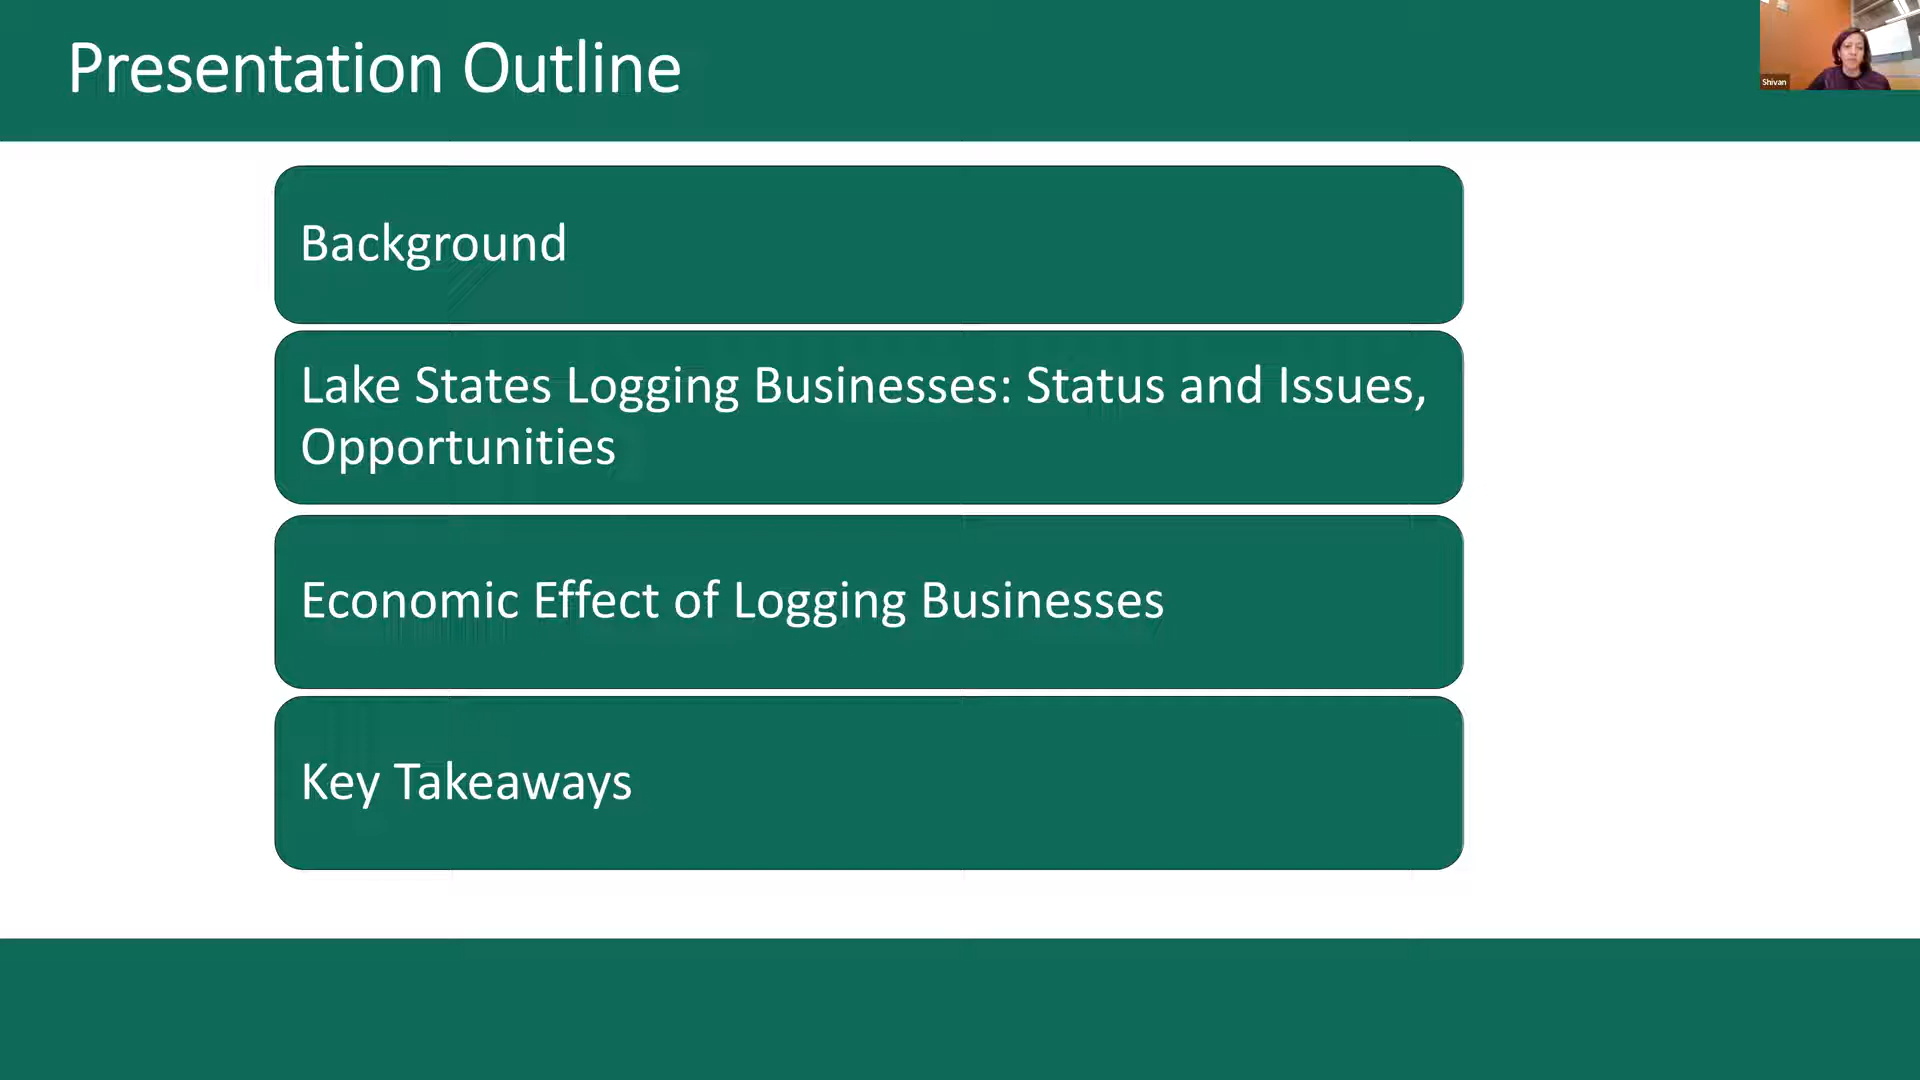 Presentation Outline
Shivan
Background
Lake States Logging Businesses: Status and Issues,
Opportunities
Economic Effect of Logging Businesses
Key Takeaways